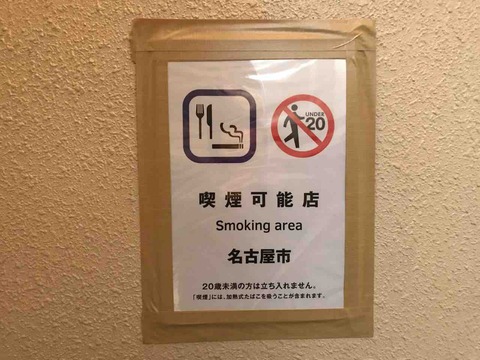 UNDER
20
喫煙可能店
Smoking area
名古屋市
20歳未満の方は立ち入れません。
「喫煙」には、加熱式たばこを吸うことが含まれます。